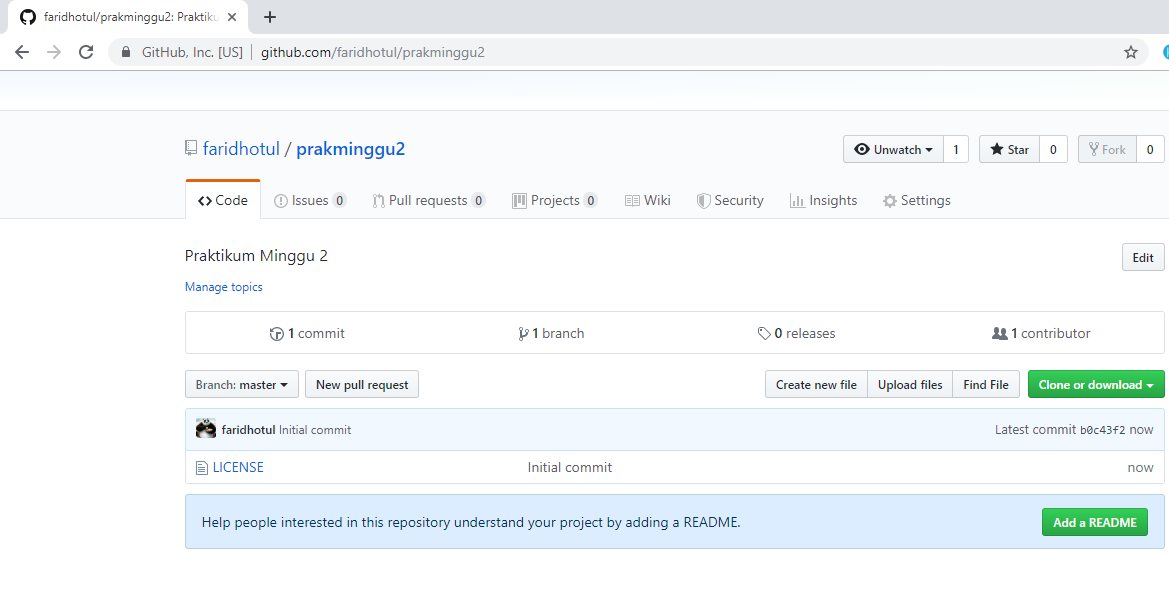 faridhotul/prakminggu2: Praktiku
GitHub, Inc. [US] github.com/faridhotul/prakminggu2
faridhotul / prakminggu2
Unwatch 1 Star 0 Fork 0
Code Issues 0 Pull requests 0 Projects 0 Wiki Security Insights Settings
Praktikum Minggu 2 Edit
Manage topics
1 commit 1 branch 0 releases 1 contributor
Branch: master New pull request Create new file Upload files Find File Clone or download
faridhotul Initial commit Latest commit b0c43f2 now
LICENSE Initial commit now
Help people interested in this repository understand your project by adding a README. Add a README